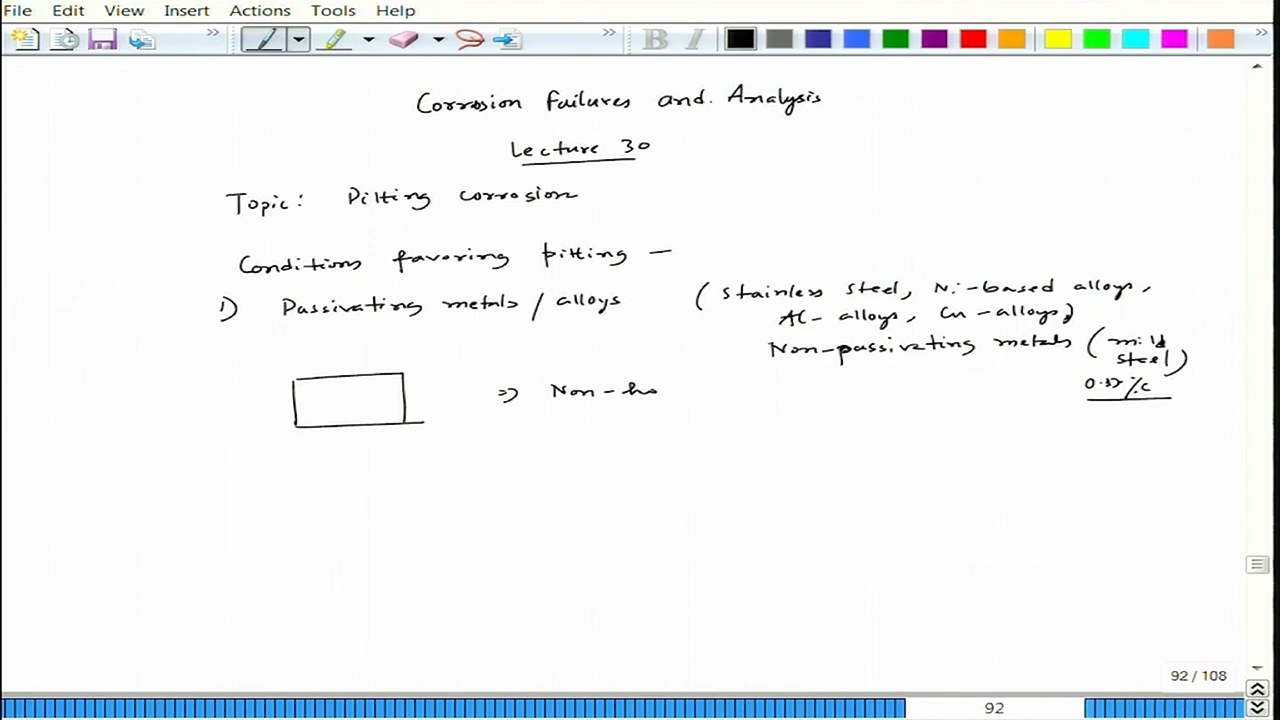 File Edit View Insert Actions Tools Help
B I
Corrosion Failures and Analysis
Lecture 30
Topic: Pitting corrosion
Conditions favoring pitting —
1) Passivating metals / alloys (Stainless steel, Ni-based alloys,
Al- alloys, Cu-alloys)
Non-passivating metals (mild
steel)
⇒ Non-ho
92 / 108
92